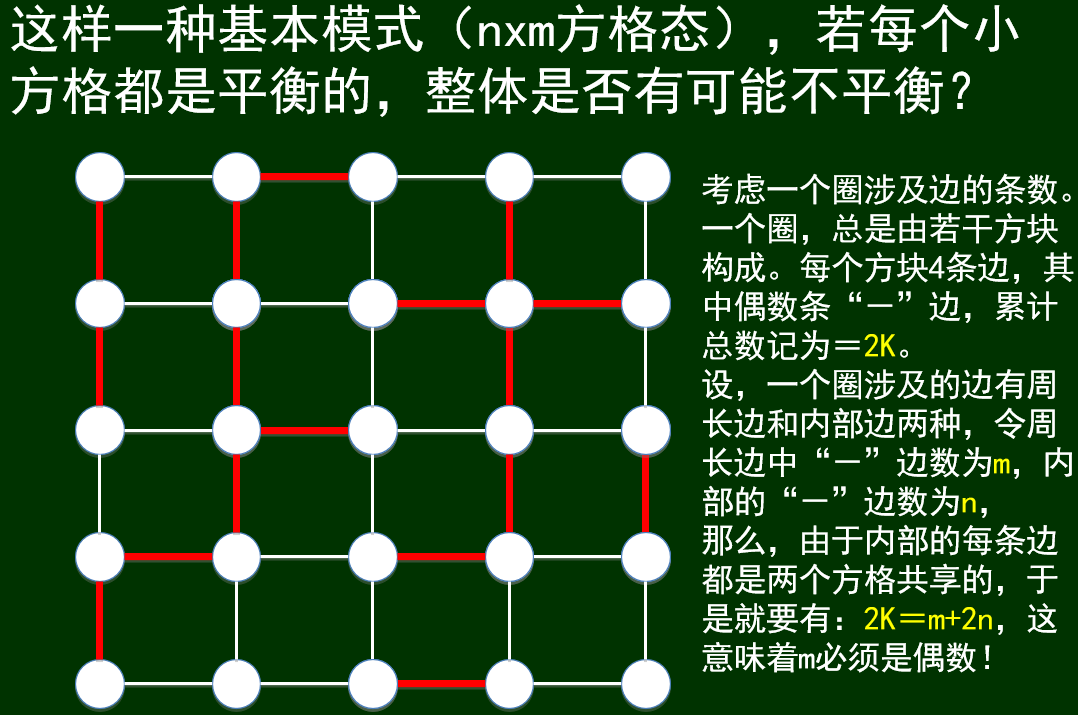 这样一种基本模式（nxm方格态），若每个小
方格都是平衡的，整体是否有可能不平衡？
考虑一个圈涉及边的条数。
一个圈，总是由若干方块
构成。每个方块4条边，其
中偶数条“－”边，累计
总数记为＝2K。
设，一个圈涉及的边有周
长边和内部边两种，令周
长边中“－”边数为m，内
部的“－”边数为n，
那么，由于内部的每条边
都是两个方格共享的，于
是就要有：2K＝m+2n，这
意味着m必须是偶数！